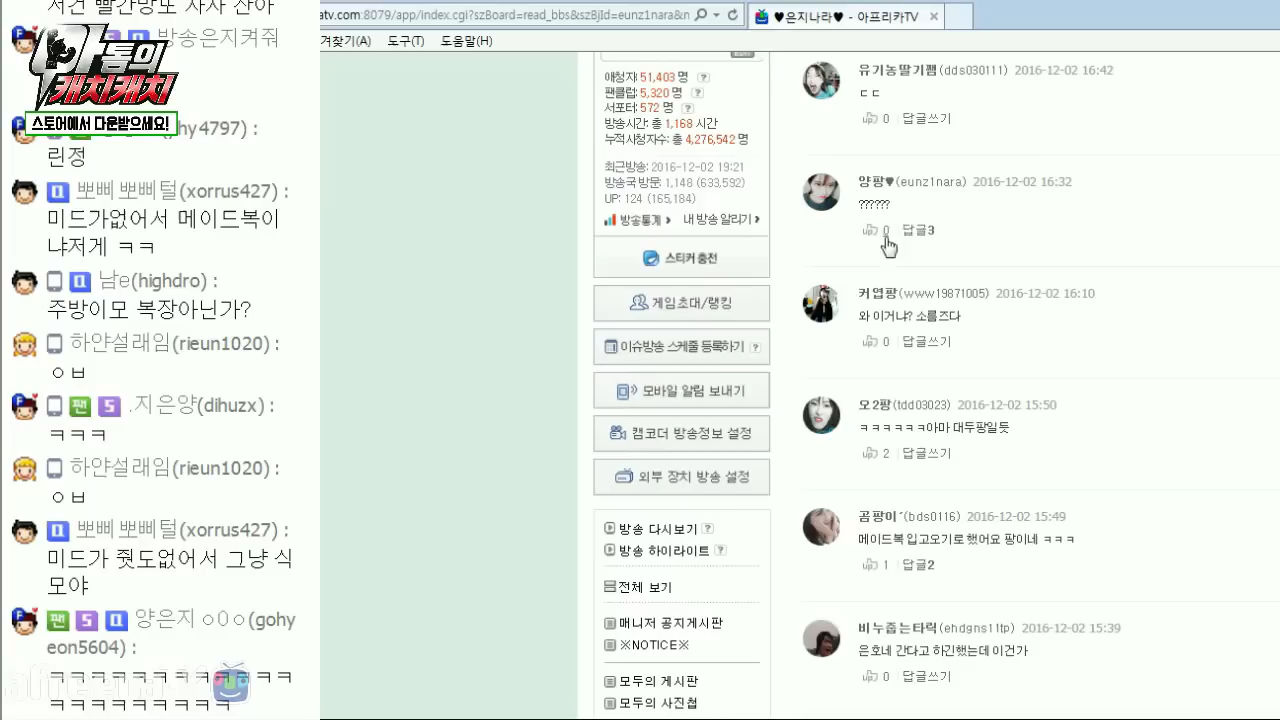 저건 빨간망또 차차 잔아
방송은지켜줘
아톰의
캐치캐치
스토어에서 다운받으세요!
hy4797) :
린정
뽀삐뽀삐털(xorrus427) :
미드가없어서 메이드복이
냐저게 ㅋㅋ
남e(highdro) :
주방이모 복장아닌가?
하얀설래임(rieun1020) :
ㅇㅂ
팬 S .지은양(dihuzx) :
ㅋㅋㅋ
하얀설래임(rieun1020) :
ㅇㅂ
뽀삐뽀삐털(xorrus427) :
미드가 줫도없어서 그냥 식
모야
팬 S 양은지ㅇ0ㅇ(gohy
eon5604) :
ㅋㅋㅋㅋㅋㅋㅋㅋㅋㅋㅋㅋ
ㅋㅋㅋㅋㅋㅋㅋㅋㅋ
atv.com:8079/app/index.cgi?szBoard=read_bbs&szBjId=eunz1nara&n
♥은지나라♥ - 아프리카TV
겨찾기(A) 도구(T) 도움말(H)
애청자 51,403 명 ?
팬클럽: 5,320 명 ?
서포터: 572 명 ?
방송시간: 총 1,168 시간
누적시청자수: 총 4,276,542 명
최근방송: 2016-12-02 19:21
방송국 방문: 1,148 (633,592)
UP: 124 (165,184)
방송통계 내 방송 알리기
스티커 충전
게임 초대/랭킹
이슈방송 스케줄 등록하기 ?
모바일 알림 보내기
캠코더 방송정보 설정
외부 장치 방송 설정
방송 다시보기 ?
방송 하이라이트 ?
전체 보기
매니저 공지게시판
※NOTICE※
모두의 게시판
모두의 사진첩
유기농딸기잼(dds030111) 2016-12-02 16:42
ㄷㄷ
0 답글쓰기
양팡♥(eunz1nara) 2016-12-02 16:32
??????
0 답글3
커엽팡(www19871005) 2016-12-02 16:10
와 이거냐? 소름즈다
0 답글쓰기
오2팡(tdd03023) 2016-12-02 15:50
ㅋㅋㅋㅋㅋㅋ아마 대두팡일듯
2 답글쓰기
곰팡이´(bds0116) 2016-12-02 15:49
메이드복 입고오기로 했어요 팡이네 ㅋㅋㅋ
1 답글2
비누줍는타릭(ehdgns11tp) 2016-12-02 15:39
은호네 간다고 하긴했는데 이건가
0 답글쓰기